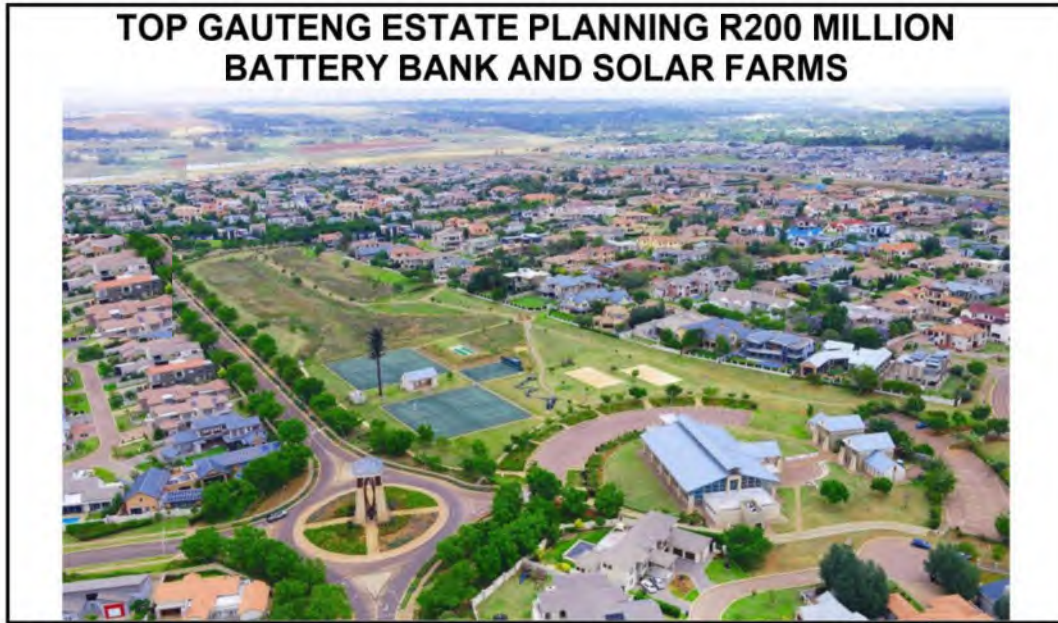 TOP GAUTENG ESTATE PLANNING R200 MILLION
BATTERY BANK AND SOLAR FARMS